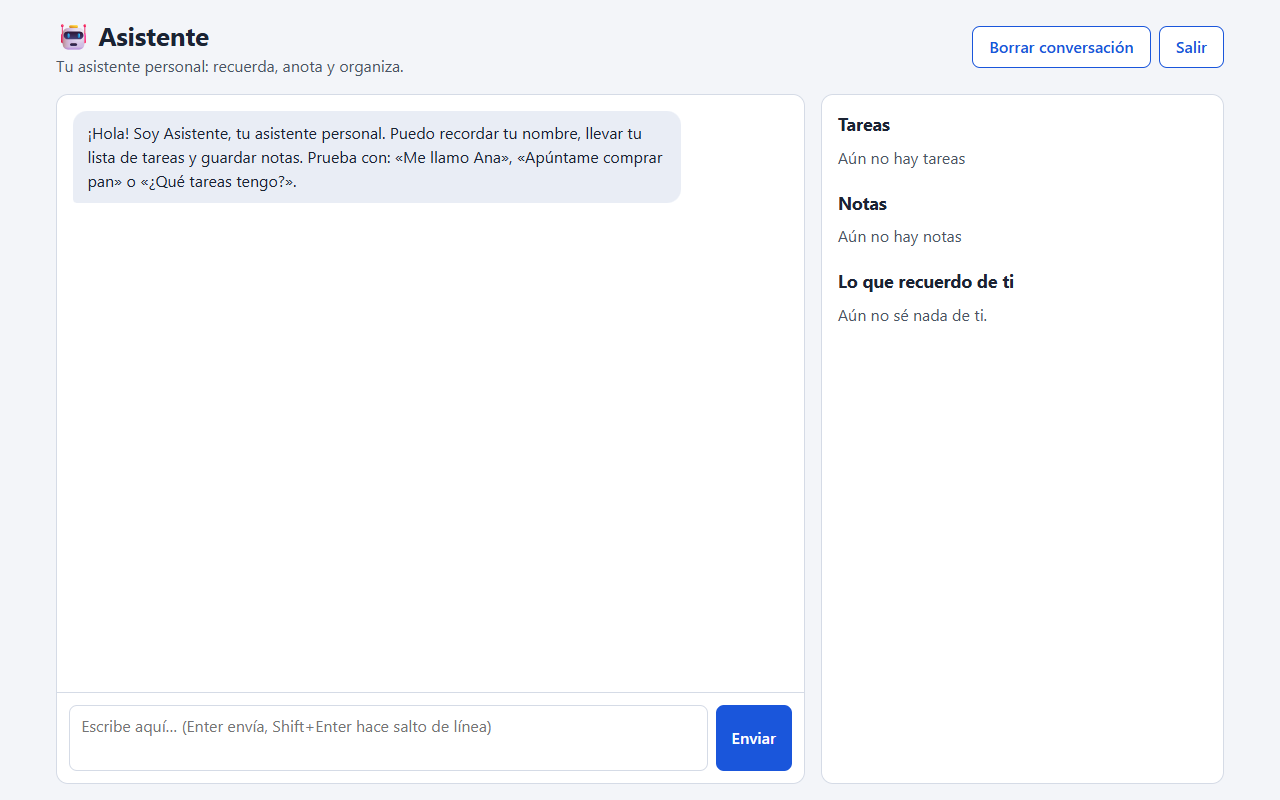 Asistente
Tu asistente personal: recuerda, anota y organiza.
Borrar conversación
Salir
¡Hola! Soy Asistente, tu asistente personal. Puedo recordar tu nombre, llevar tu
lista de tareas y guardar notas. Prueba con: «Me llamo Ana», «Apúntame comprar
pan» o «¿Qué tareas tengo?».
Escribe aquí... (Enter envía, Shift+Enter hace salto de línea)
Enviar
Tareas
Aún no hay tareas
Notas
Aún no hay notas
Lo que recuerdo de ti
Aún no sé nada de ti.